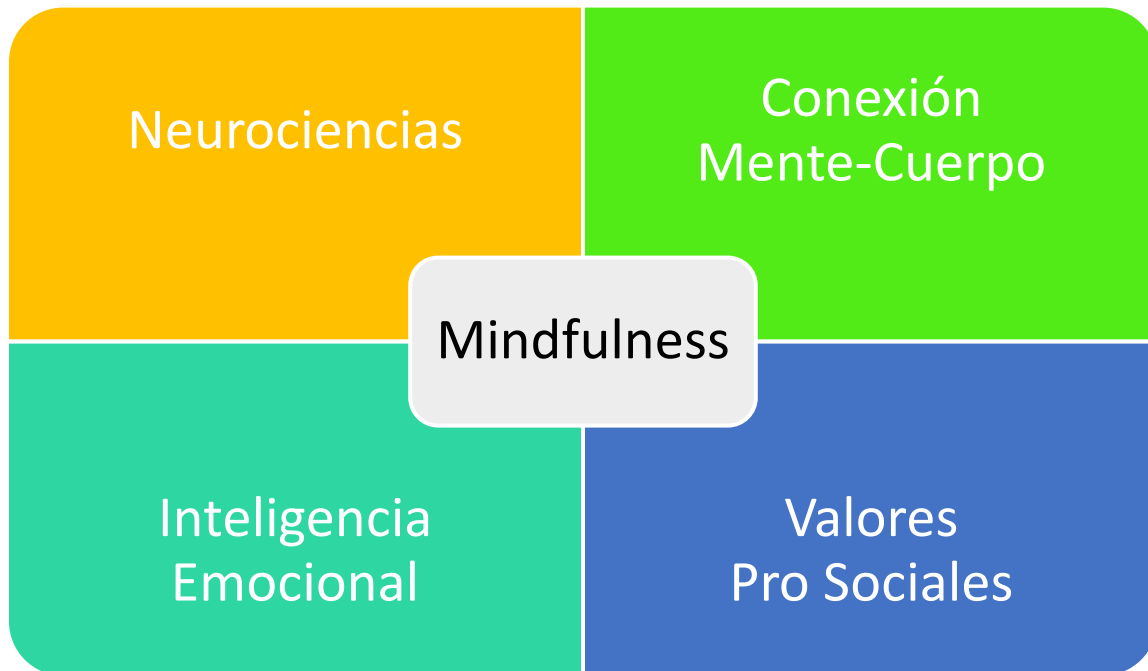 Neurociencias
Conexión
Mente-Cuerpo
Mindfulness
Inteligencia
Emocional
Valores
Pro Sociales